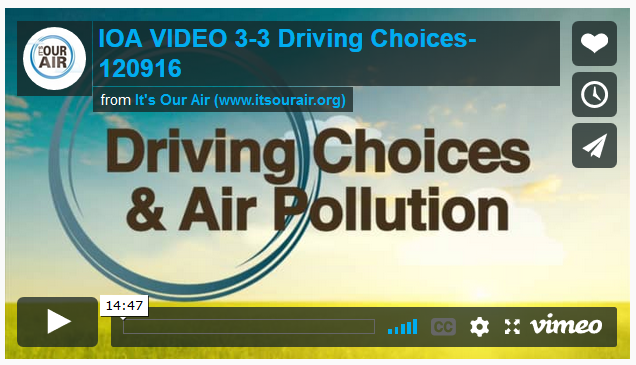 IT'S OUR AIR
IOA VIDEO 3-3 Driving Choices-
120916
from It's Our Air (www.itsourair.org)
Driving Choices
& Air Pollution
14:47
CC
vimeo